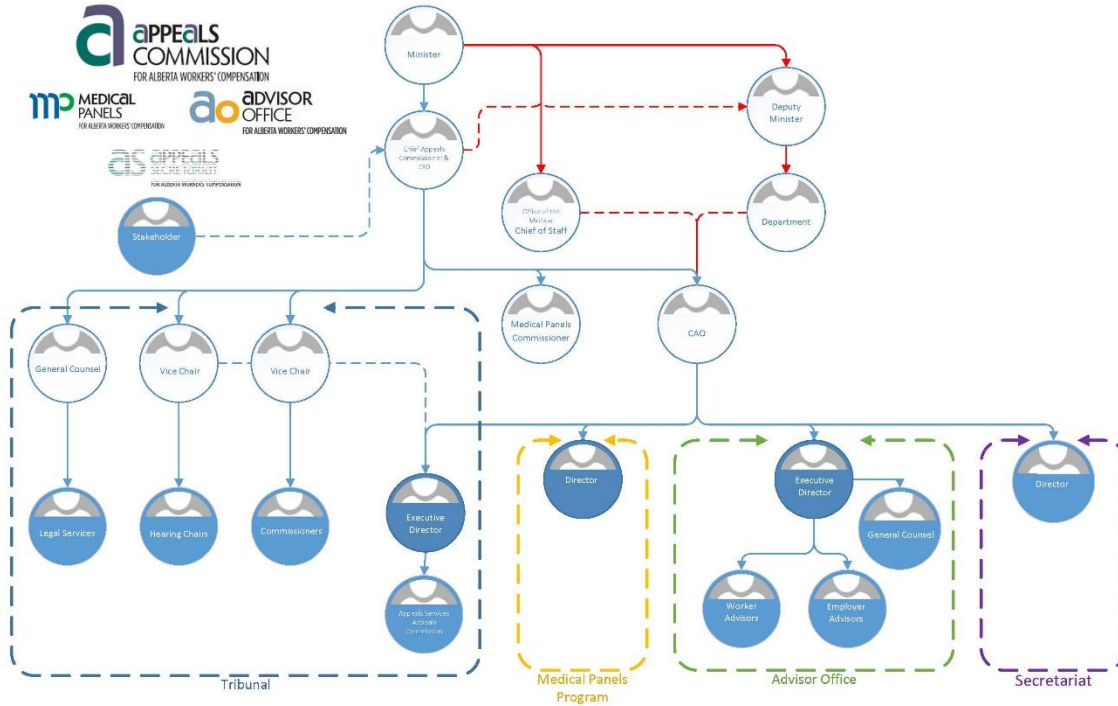 appeals
COMMISSION
FOR ALBERTA WORKERS' COMPENSATION
mp MEDICAL
PANELS
FOR ALBERTA WORKERS' COMPENSATION
ao ADVISOR
OFFICE
FOR ALBERTA WORKERS' COMPENSATION
as appeals
SECRETARIAT
FOR ALBERTA WORKERS' COMPENSATION
Minister
Deputy
Minister
Chief Appeals
Commissioner &
CEO
Stakeholder
Office of the
Minister
Chief of Staff
Department
General Counsel
Vice Chair
Vice Chair
Medical Panels
Commissioner
CAO
Legal Services
Hearing Chairs
Commissioners
Executive
Director
Director
Executive
Director
General Counsel
Director
Appeals Services
Appeals
Commission
Worker
Advisors
Employer
Advisors
Tribunal
Medical Panels
Program
Advisor Office
Secretariat